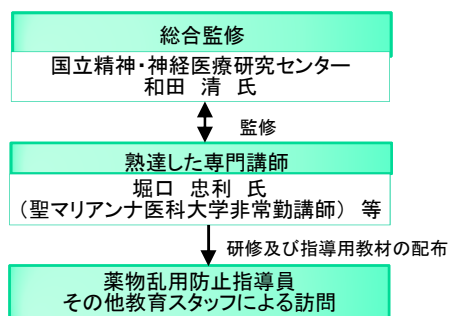 総合監修
国立精神・神経医療研究センター
和田 清 氏
監修
熟達した専門講師
堀口 忠利 氏
（聖マリアンナ医科大学非常勤講師） 等
研修及び指導用教材の配布
薬物乱用防止指導員
その他教育スタッフによる訪問